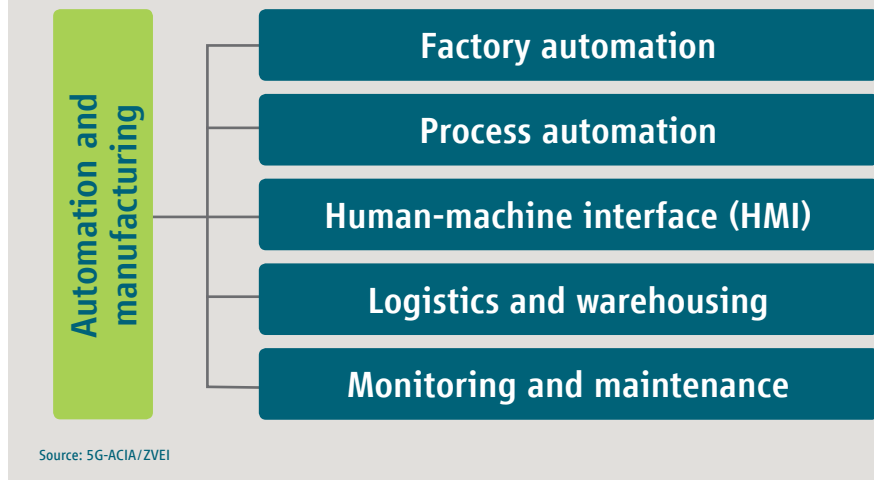 Automation and
manufacturing
Factory automation
Process automation
Human-machine interface (HMI)
Logistics and warehousing
Monitoring and maintenance
Source: 5G-ACIA/ZVEI